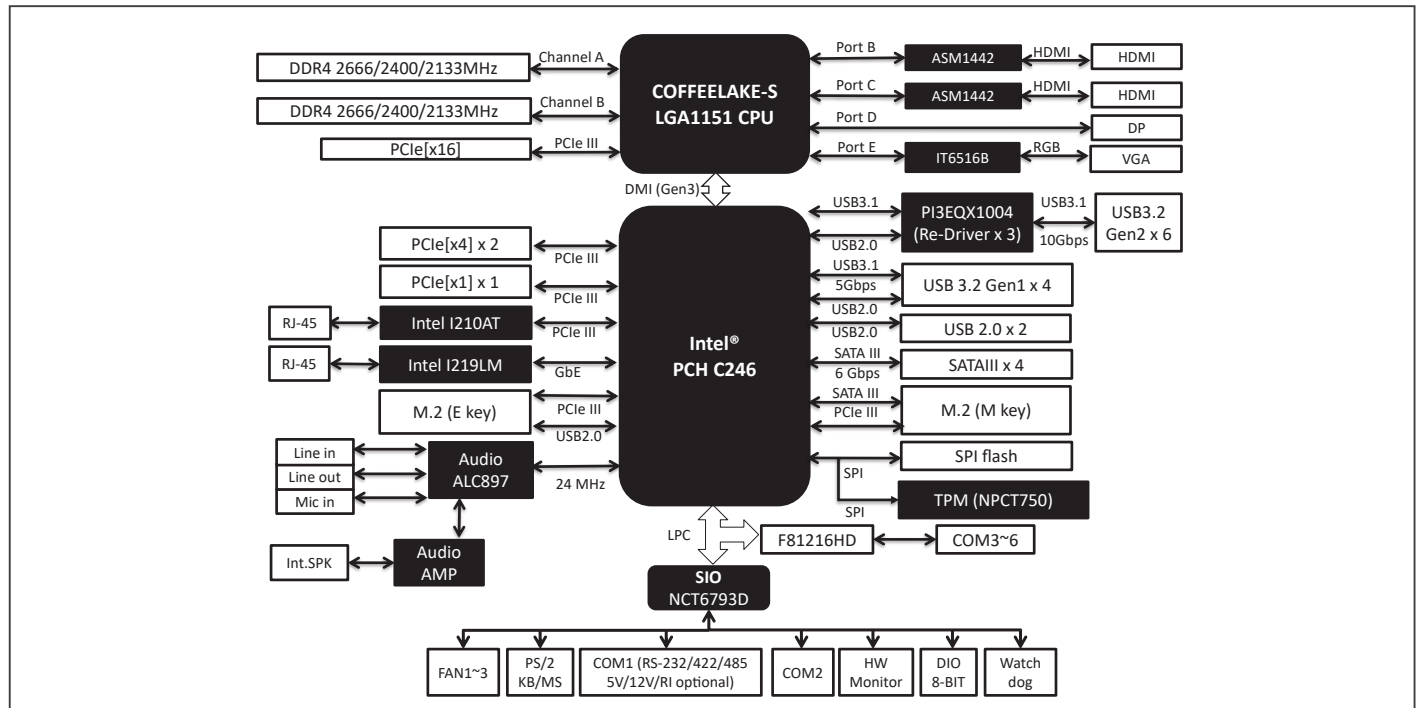 DDR4 2666/2400/2133MHz
Channel A
DDR4 2666/2400/2133MHz
Channel B
PCIe[x16]
PCIe III
COFFEELAKE-S
LGA1151 CPU
Port B
ASM1442
HDMI
HDMI
Port C
ASM1442
HDMI
HDMI
Port D
DP
Port E
IT6516B
RGB
VGA
DMI (Gen3)
PCIe[x4] x 2
PCIe III
PCIe[x1] x 1
PCIe III
RJ-45
Intel I210AT
PCIe III
RJ-45
Intel I219LM
GbE
M.2 (E key)
PCIe III
USB2.0
Line in
Line out
Mic in
Audio
ALC897
24 MHz
Int.SPK
Audio
AMP
Intel®
PCH C246
USB3.1
USB2.0
PI3EQX1004
(Re-Driver x 3)
USB3.1
10Gbps
USB3.2
Gen2 x 6
USB3.1
5Gbps
USB2.0
USB 3.2 Gen1 x 4
USB2.0
USB 2.0 x 2
SATA III
6 Gbps
SATAIII x 4
SATA III
PCIe III
M.2 (M key)
SPI
SPI flash
SPI
TPM (NPCT750)
LPC
F81216HD
COM3~6
SIO
NCT6793D
FAN1~3
PS/2
KB/MS
COM1 (RS-232/422/485
5V/12V/RI optional)
COM2
HW
Monitor
DIO
8-BIT
Watch
dog